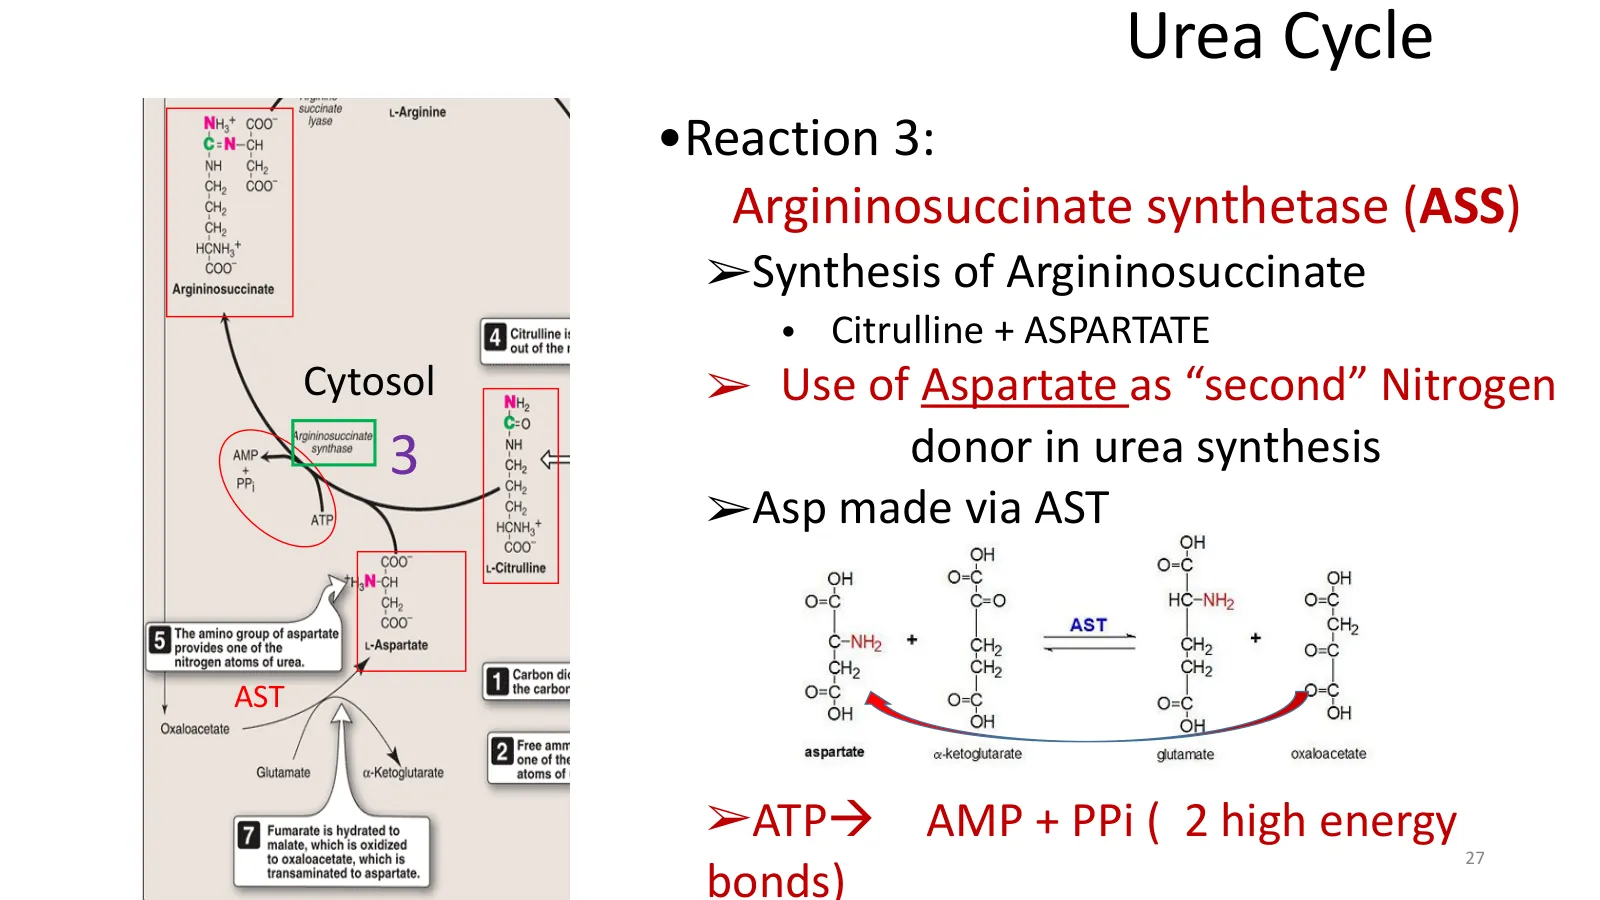 Urea Cycle
•Reaction 3:
Argininosuccinate synthetase (ASS)
➢Synthesis of Argininosuccinate
• Citrulline + ASPARTATE
➢ Use of Aspartate as “second” Nitrogen
donor in urea synthesis
➢Asp made via AST
OH
O=C
C-NH2
CH2
O=C
OH
aspartate
+
OH
O=C
C=O
CH2
CH2
O=C
OH
α-ketoglutarate
AST
OH
O=C
HC-NH2
CH2
CH2
O=C
OH
glutamate
+
OH
O=C
CH2
O=C
O=C
OH
oxaloacetate
➢ATP→ AMP + PPi ( 2 high energy
bonds)
27
Arginino
succinate
lyase
L-Arginine
NH3+ COO−
C=N–CH
NH CH2
CH2 COO−
CH2
CH2
HCNH3+
COO−
Argininosuccinate
4 Citrulline is
out of the
Cytosol
Argininosuccinate
synthase
3
AMP
+
PPi
ATP
NH2
C=O
NH
CH2
CH2
CH2
HCNH3+
COO−
L-Citrulline
COO−
+H3N–CH
CH2
COO−
L-Aspartate
5 The amino group of aspartate
provides one of the
nitrogen atoms of urea.
AST
1 Carbon
the carbon
Oxaloacetate
2 Free
one of the
atoms of
Glutamate
α-Ketoglutarate
7 Fumarate is hydrated to
malate, which is oxidized
to oxaloacetate, which is
transaminated to aspartate.